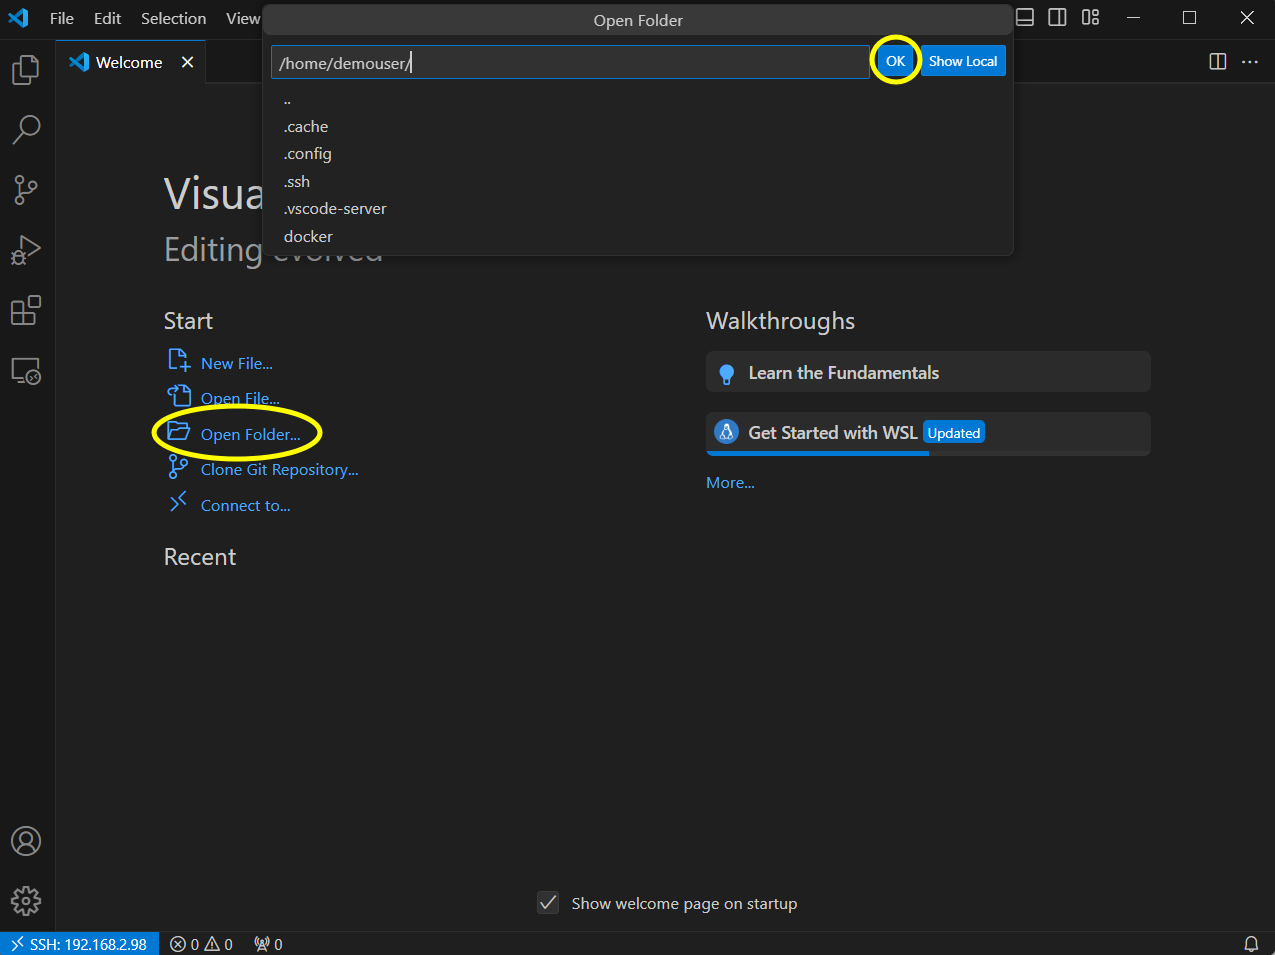 File Edit Selection View
Open Folder
Welcome
/home/demouser/
OK
Show Local
..
.cache
.config
.ssh
.vscode-server
docker
Visua
Editing evolved
Start
New File...
Open File...
Open Folder...
Clone Git Repository...
Connect to...
Recent
Walkthroughs
Learn the Fundamentals
Get Started with WSL Updated
More...
Show welcome page on startup
SSH: 192.168.2.98 0 0 0